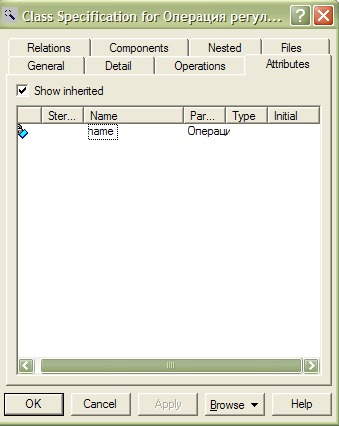 Class Specification for Операция регул...
Relations Components Nested Files
General Detail Operations Attributes
Show inherited
Ster... Name Par... Type Initial
name Операци
OK Cancel Apply Browse Help